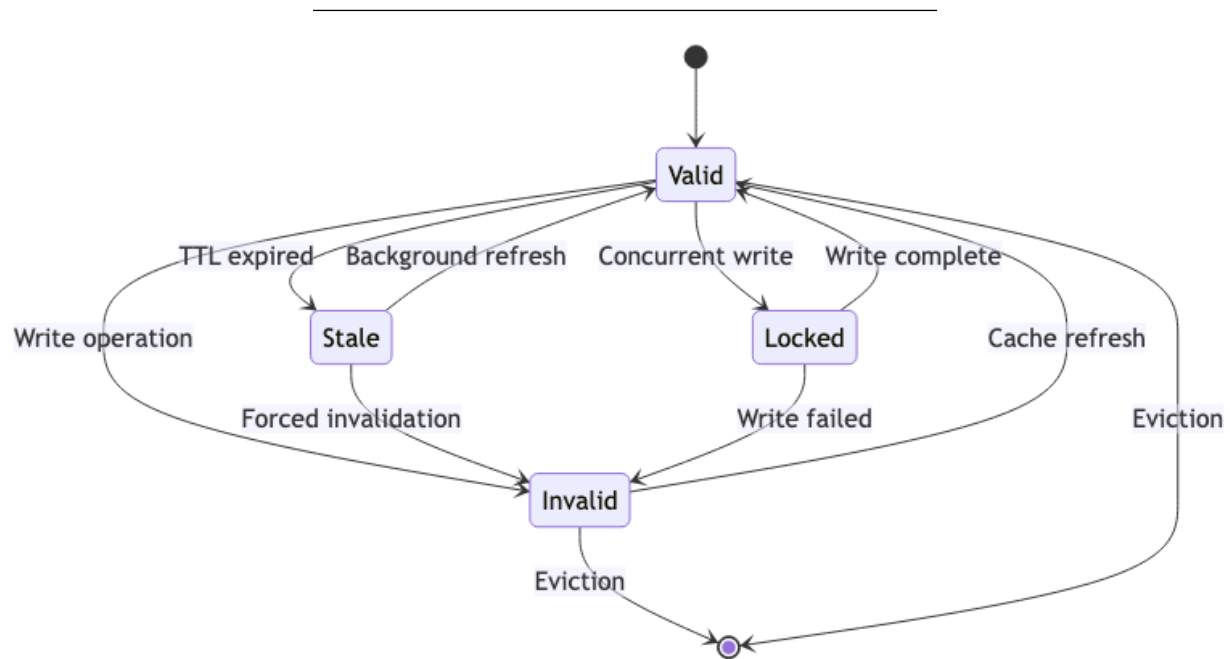 Valid
TTL expired
Background refresh
Concurrent write
Write complete
Write operation
Stale
Locked
Cache refresh
Forced invalidation
Write failed
Eviction
Invalid
Eviction